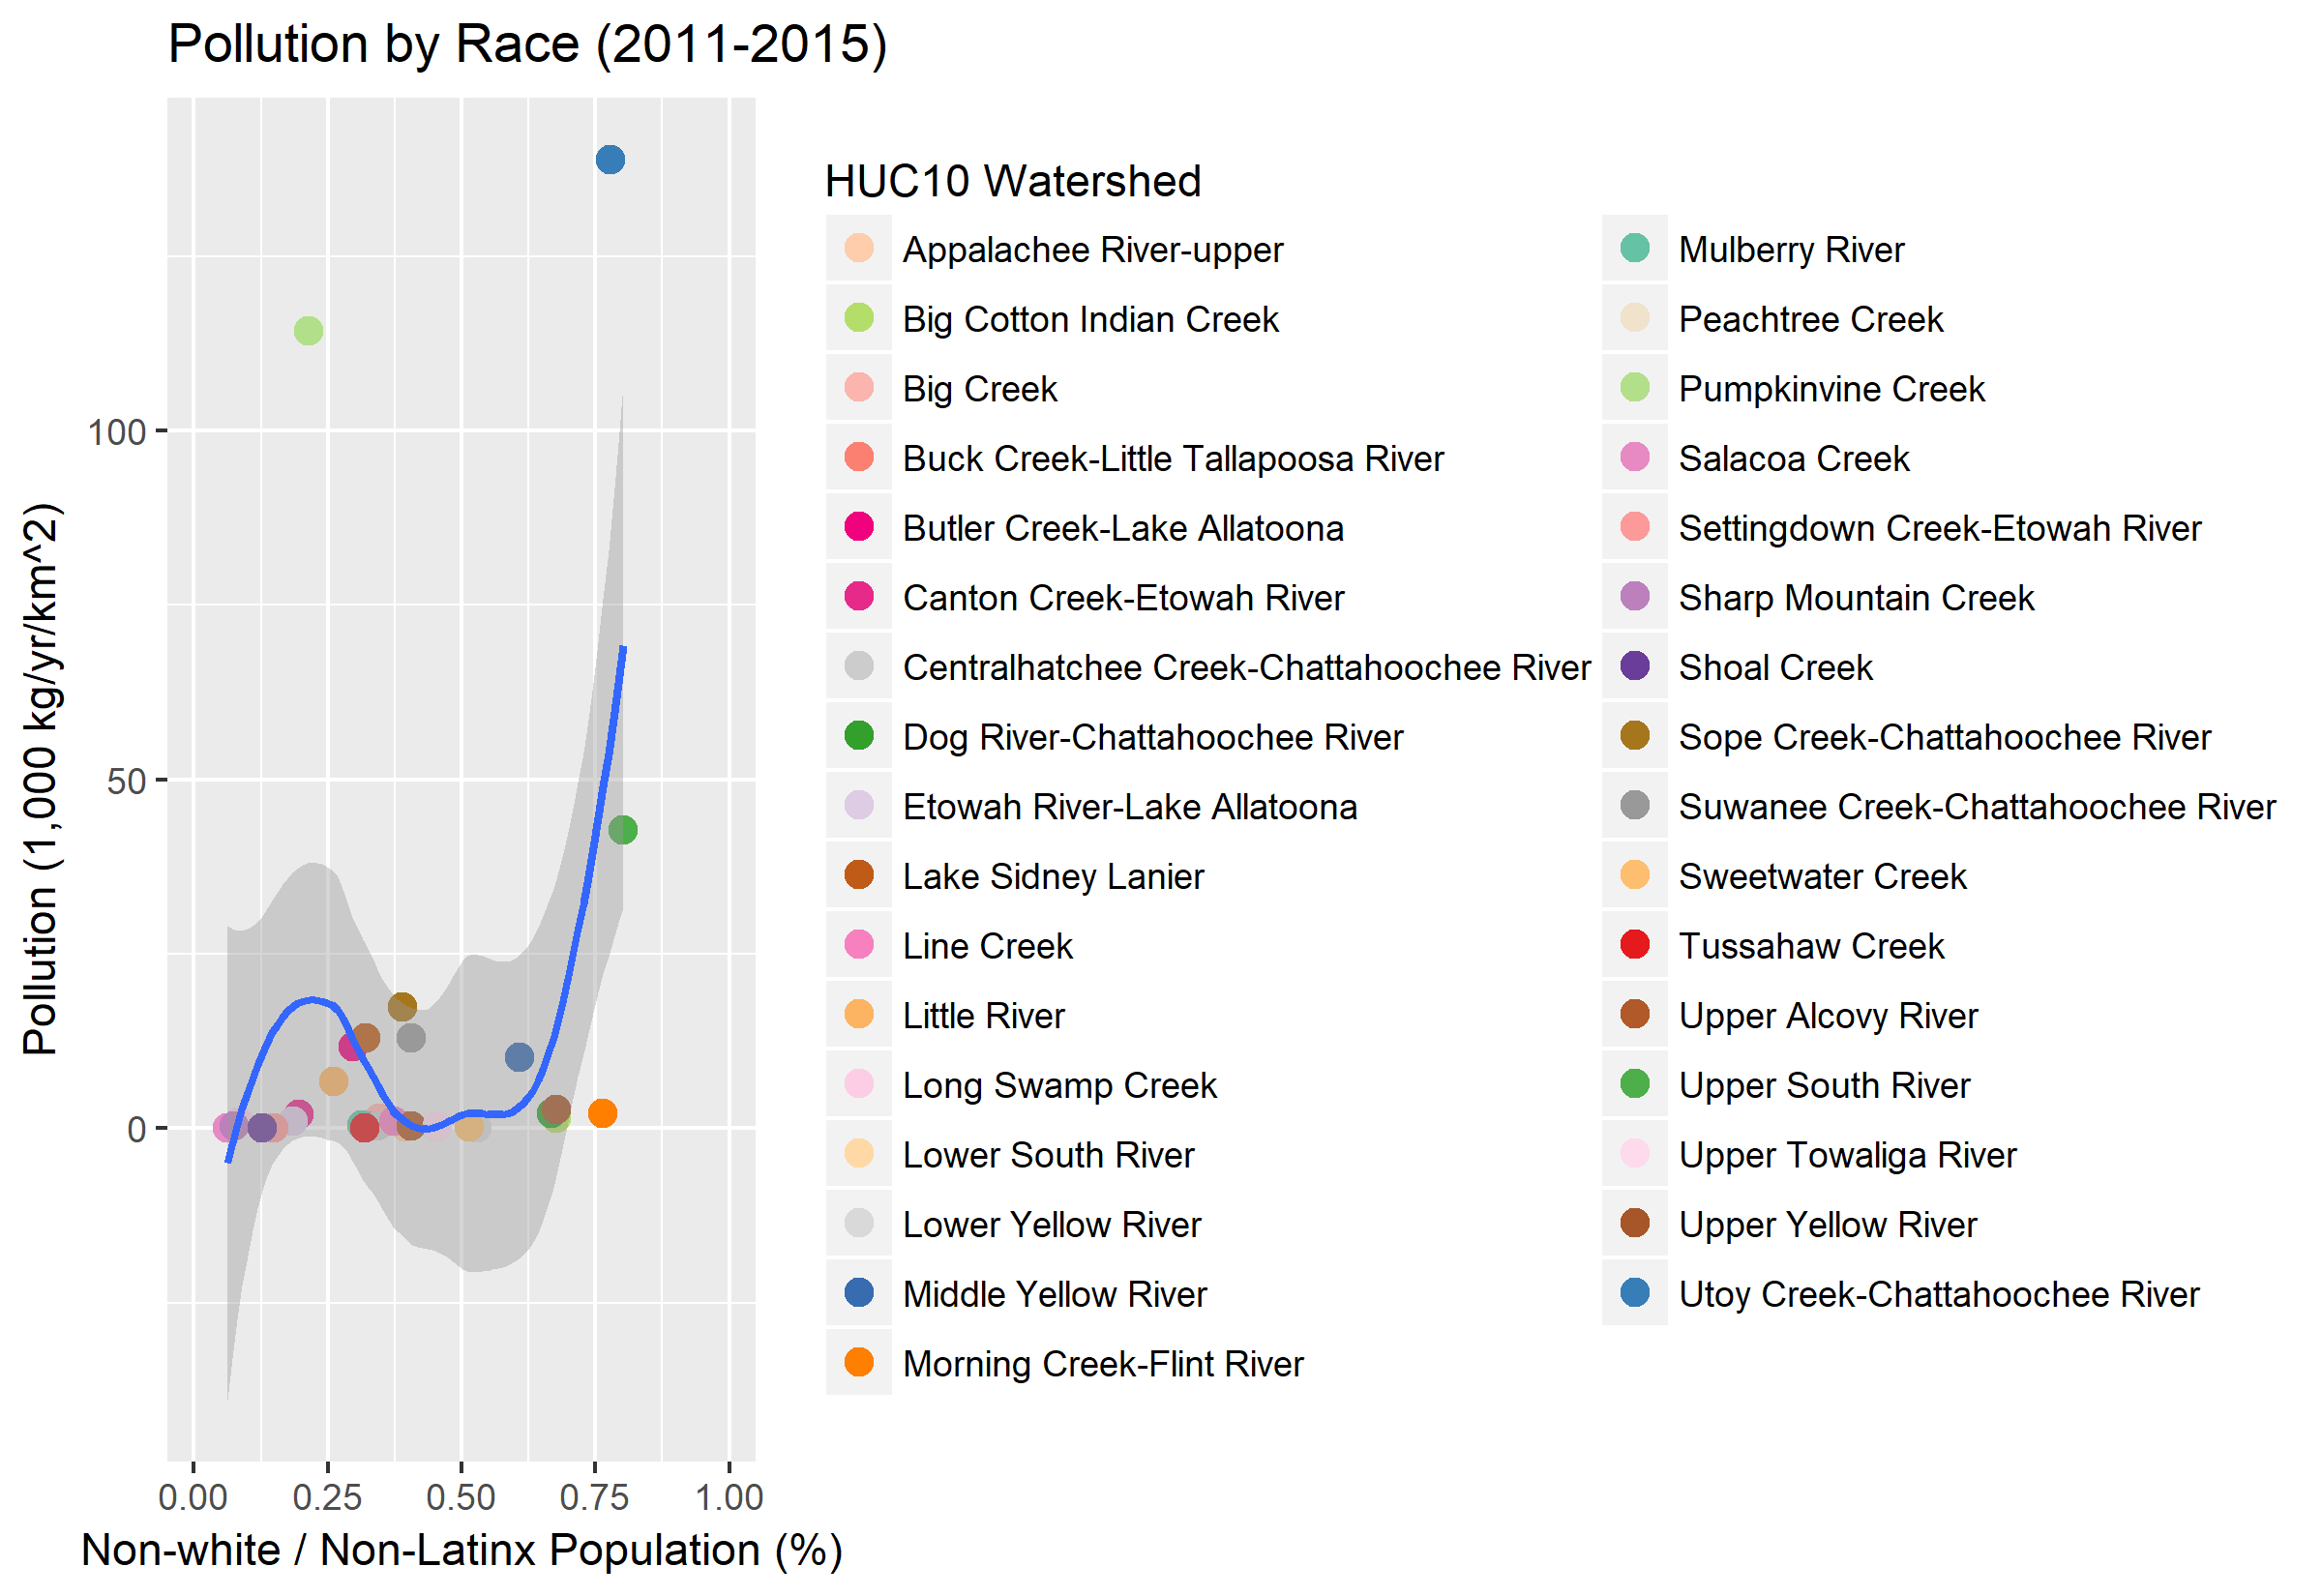 Pollution by Race (2011-2015)
Pollution (1,000 kg/yr/km^2)
100
50
0
0.00 0.25 0.50 0.75 1.00
Non-white / Non-Latinx Population (%)
HUC10 Watershed
Appalachee River-upper
Big Cotton Indian Creek
Big Creek
Buck Creek-Little Tallapoosa River
Butler Creek-Lake Allatoona
Canton Creek-Etowah River
Centralhatchee Creek-Chattahoochee River
Dog River-Chattahoochee River
Etowah River-Lake Allatoona
Lake Sidney Lanier
Line Creek
Little River
Long Swamp Creek
Lower South River
Lower Yellow River
Middle Yellow River
Morning Creek-Flint River
Mulberry River
Peachtree Creek
Pumpkinvine Creek
Salacoa Creek
Settingdown Creek-Etowah River
Sharp Mountain Creek
Shoal Creek
Sope Creek-Chattahoochee River
Suwanee Creek-Chattahoochee River
Sweetwater Creek
Tussahaw Creek
Upper Alcovy River
Upper South River
Upper Towaliga River
Upper Yellow River
Utoy Creek-Chattahoochee River